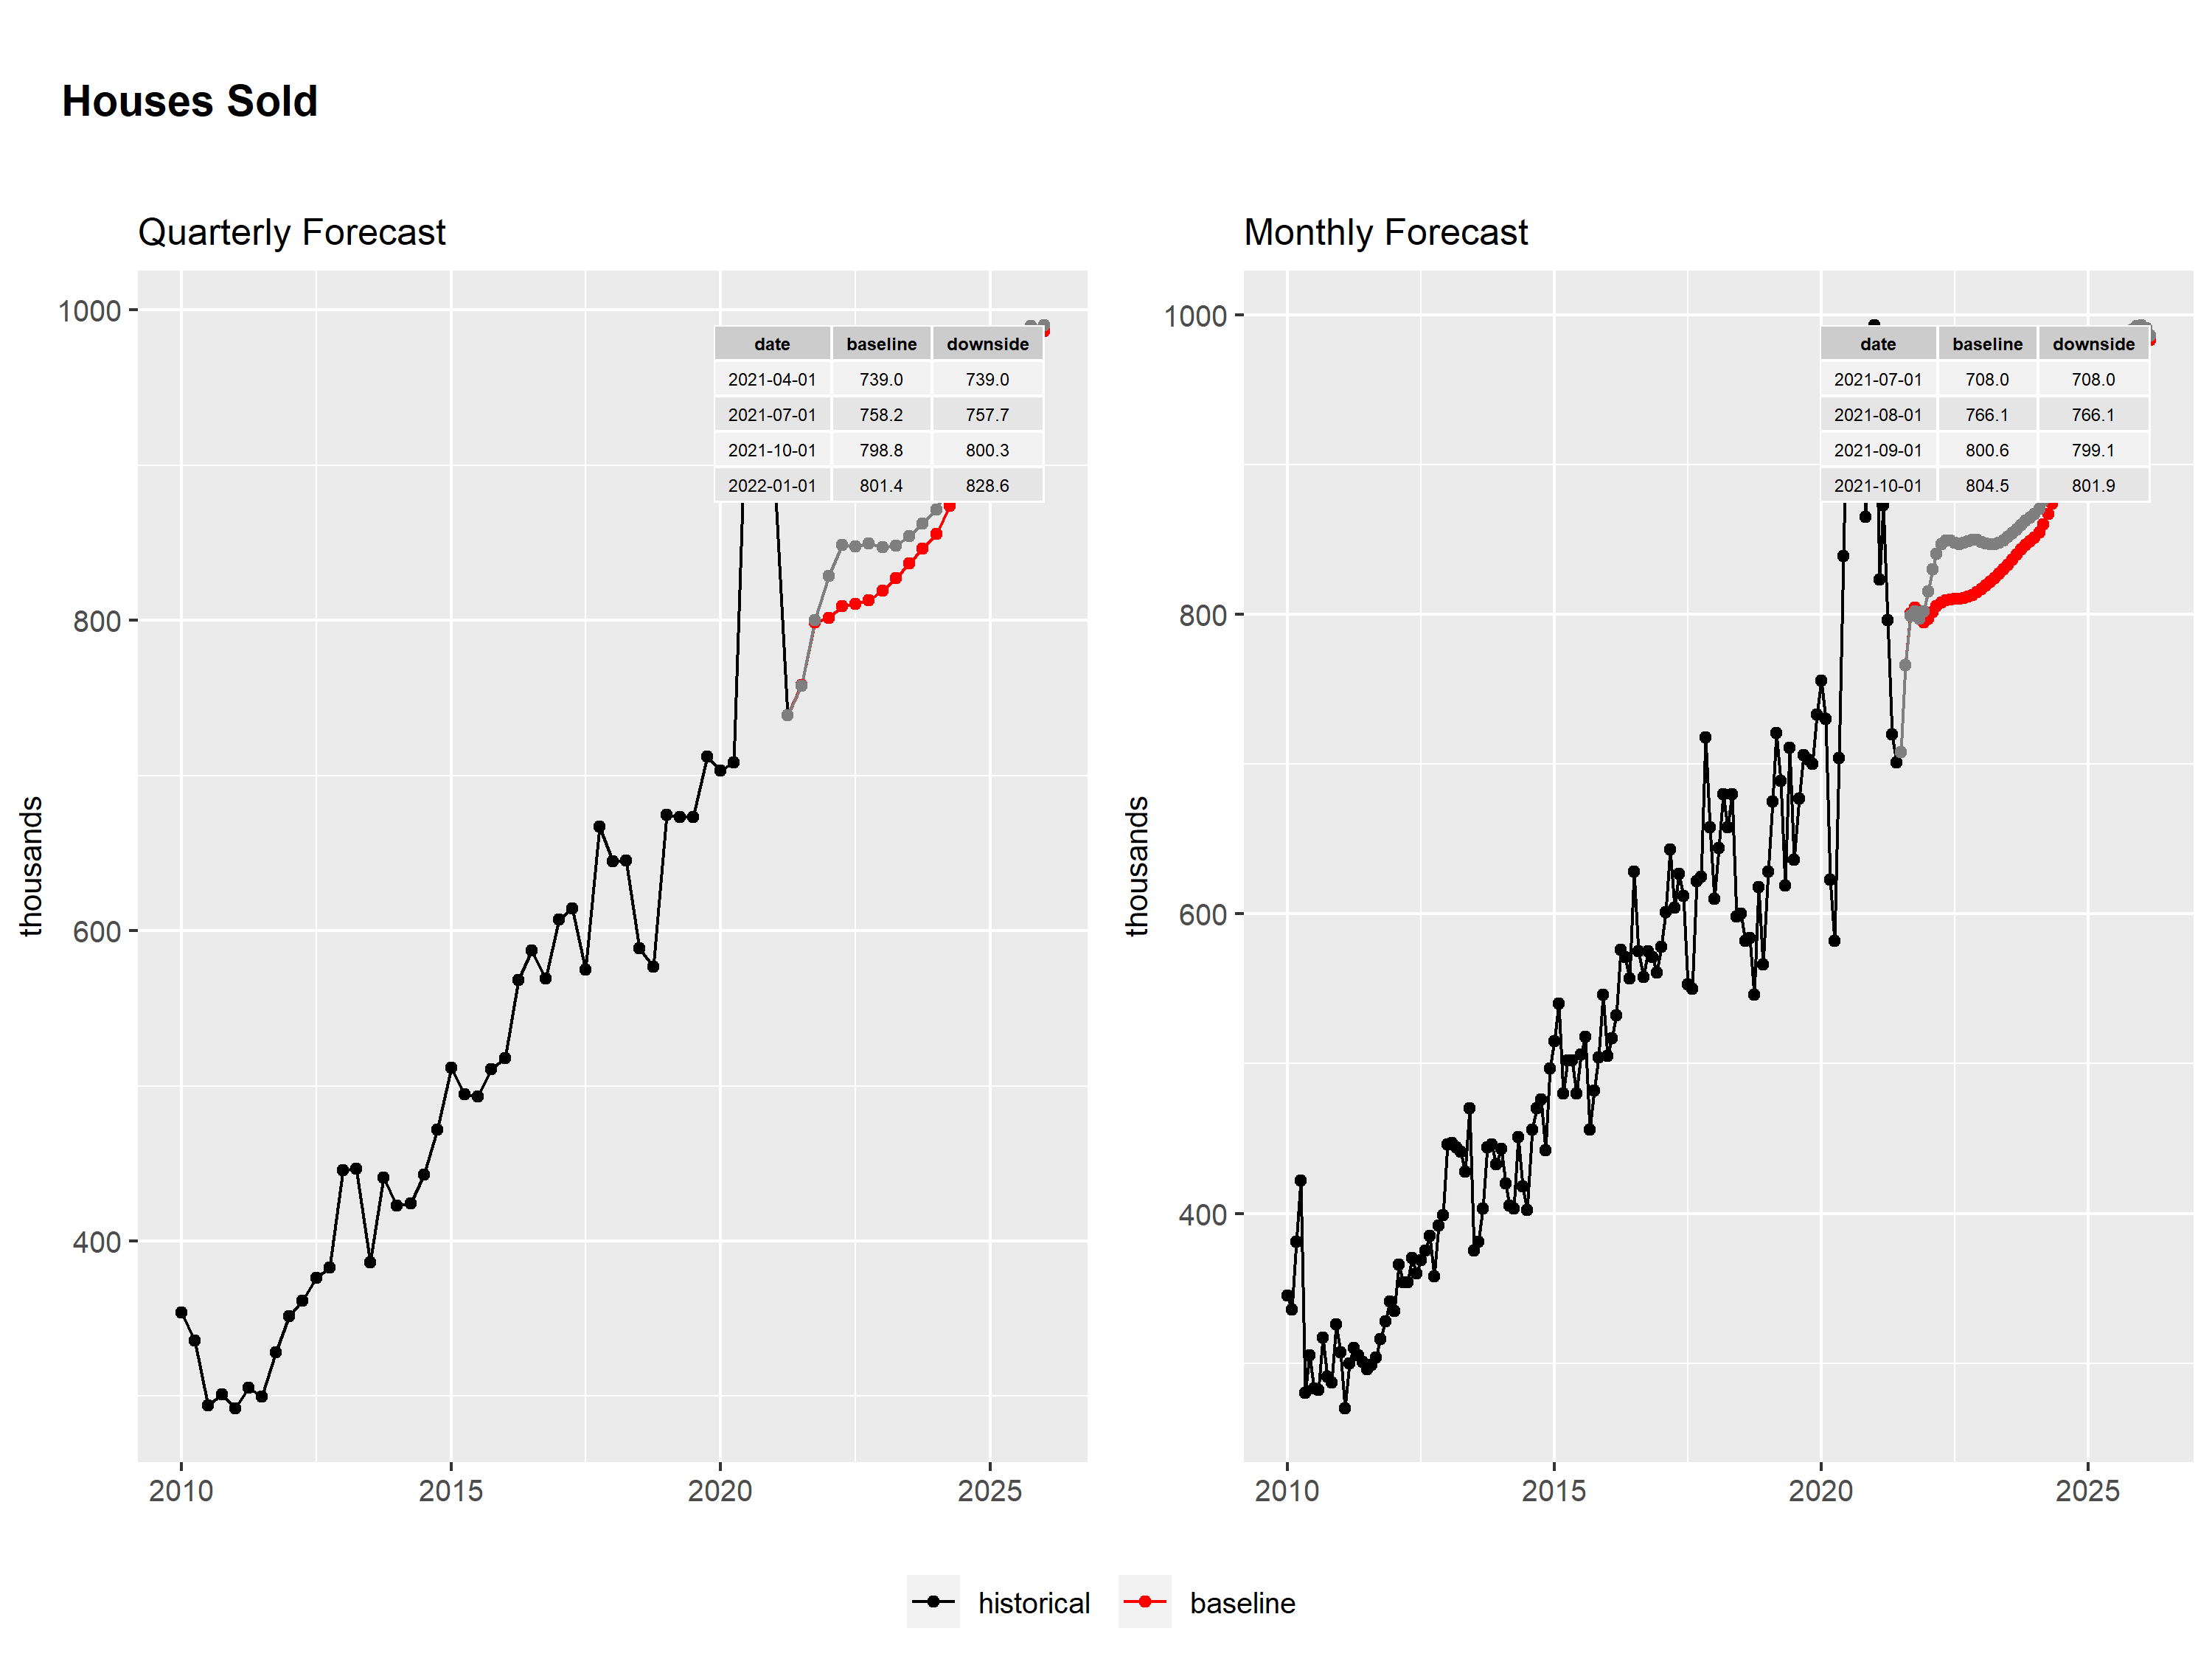 Houses Sold
Quarterly Forecast
thousands
1000
800
600
400
2010 2015 2020 2025
date baseline downside
2021-04-01 739.0 739.0
2021-07-01 758.2 757.7
2021-10-01 798.8 800.3
2022-01-01 801.4 828.6
Monthly Forecast
thousands
1000
800
600
400
2010 2015 2020 2025
date baseline downside
2021-07-01 708.0 708.0
2021-08-01 766.1 766.1
2021-09-01 800.6 799.1
2021-10-01 804.5 801.9
historical baseline